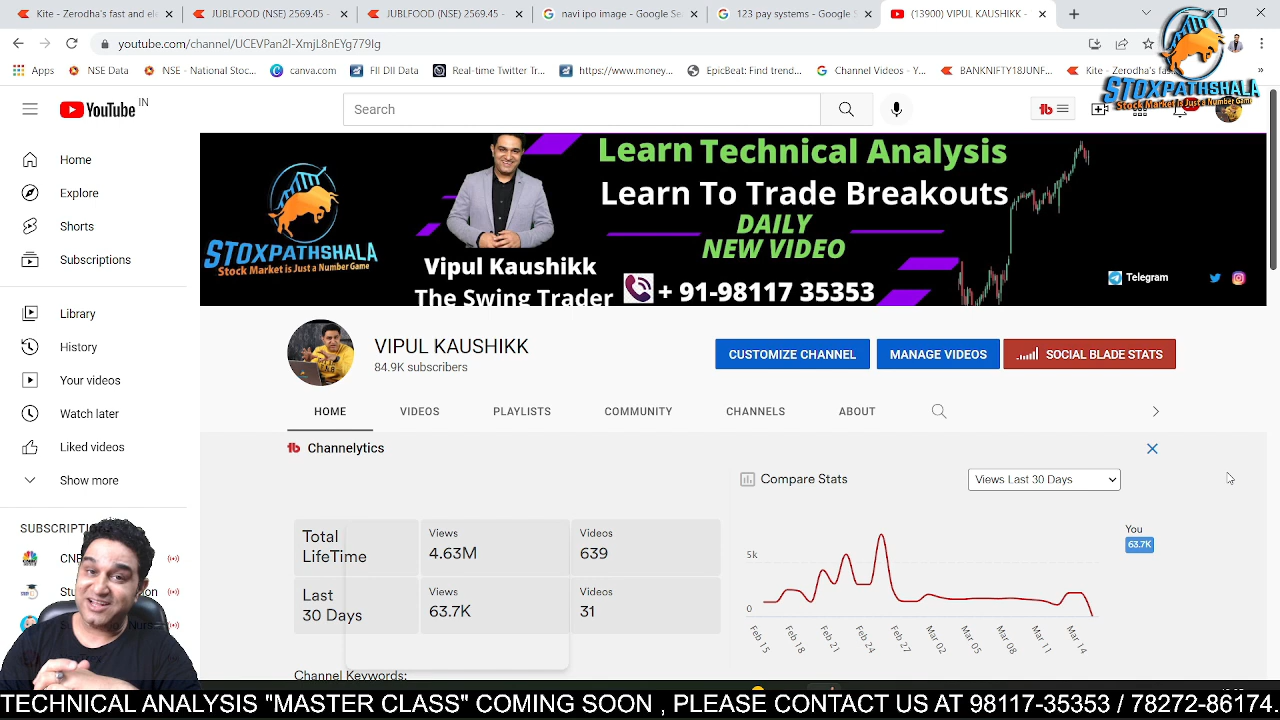 Kite - Zerodha's fast and elec
JUBLFOOD (NSE) 2569.45
JUBLFOOD (NSE) EQ
navi ipo manage - Google Se
123 pay systems - Google S
(13900) VIPUL KAUSHIKK -
youtube.com/channel/UCEVPan2I-XmjL8nEYg779lg
Apps
NSE Data
NSE - National Stoc...
canva.com
FII DII Data
The Twitter Tr...
https://www.money...
EpicBeat: Find trend...
Channel Videos - Y...
BANKNIFTY18JUNF...
Kite - Zerodha's fas...
»
STOXPATHSHALA
Stock Market is Just a Number Game
YouTube IN
Search
Home
Explore
Shorts
Subscriptions
Library
History
Your videos
Watch later
Liked videos
Show more
SUBSCRIPTION
STOXPATHSHALA
Stock Market is Just a Number Game
Learn Technical Analysis
Learn To Trade Breakouts
DAILY
NEW VIDEO
Vipul Kaushikk
The Swing Trader
+ 91-98117 35353
Telegram
VIPUL KAUSHIKK
84.9K subscribers
CUSTOMIZE CHANNEL
MANAGE VIDEOS
SOCIAL BLADE STATS
HOME
VIDEOS
PLAYLISTS
COMMUNITY
CHANNELS
ABOUT
Channelytics
Compare Stats
Views Last 30 Days
Total
LifeTime
Views
4.63M
Videos
639
Last
30 Days
Views
63.7K
Videos
31
You
63.7K
5k
0
Feb 15
Feb 18
Feb 21
Feb 24
Feb 27
Mar 02
Mar 05
Mar 08
Mar 11
Mar 14
Channel Keywords:
TECHNICAL ANALYSIS "MASTER CLASS" COMING SOON , PLEASE CONTACT US AT 98117-35353 / 78272-86174.